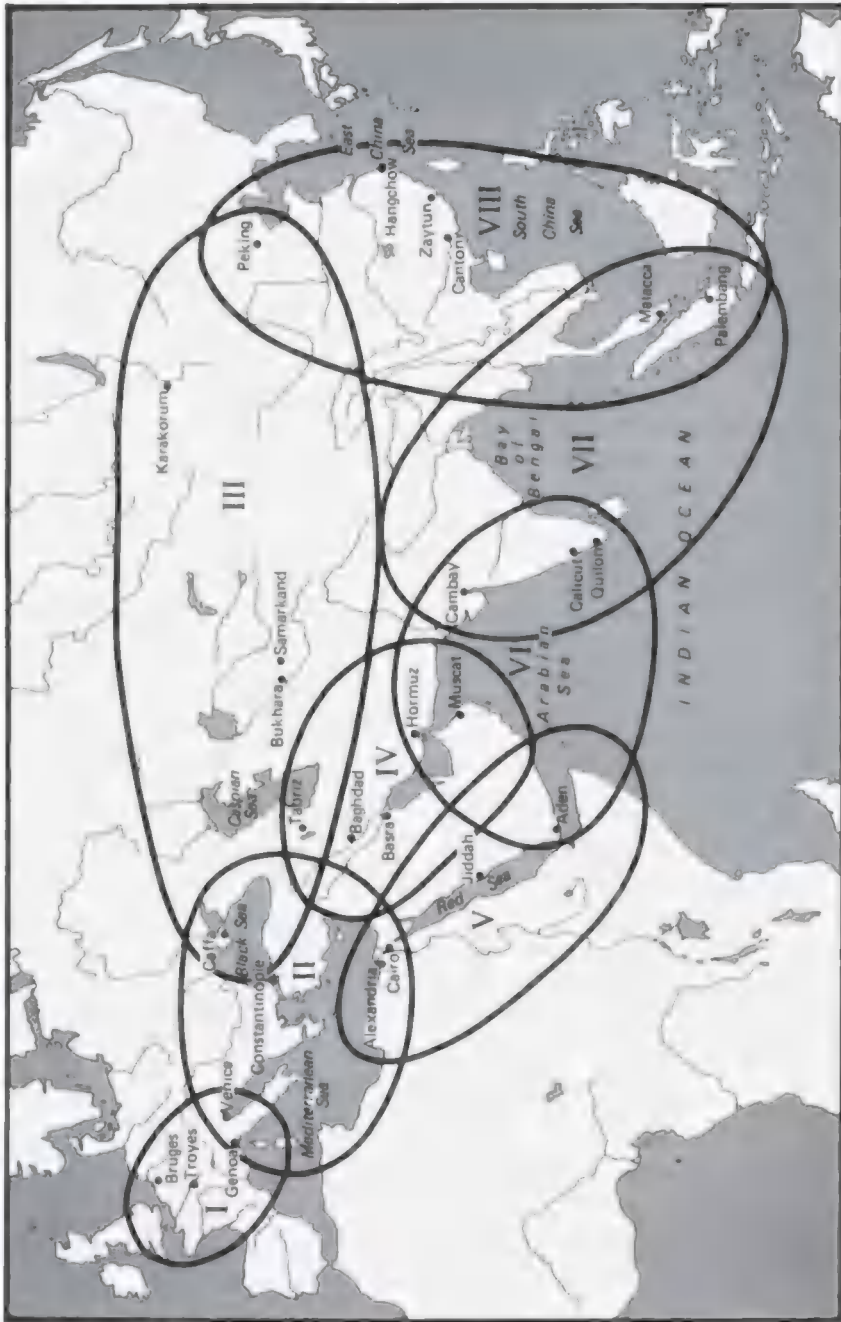 I
Bruges
Troyes
Genoa
Venice
II
Mediterranean
Sea
Constantinople
Caffa
Black Sea
Alexandria
Cairo
III
Caspian
Sea
Tabriz
Bukhara
Samarkand
Karakorum
Peking
IV
Baghdad
Basra
Hormuz
Muscat
V
Red
Sea
Jiddah
Aden
VI
Arabian
Sea
Cambay
Calicut
Quilon
VII
Bay
of
Bengal
INDIAN OCEAN
VIII
East
China
Sea
Hangchow
Zaytun
Canton
South
China
Sea
Malacca
Palembang